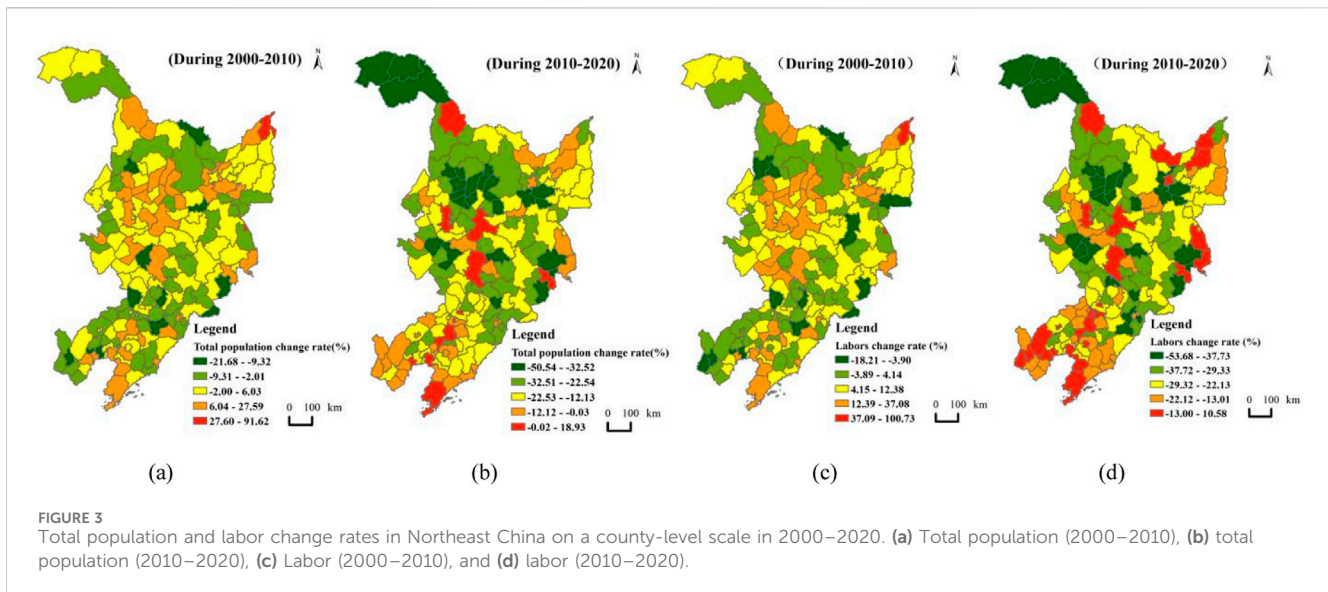 (During 2000-2010)
N
Legend
Total population change rate(%)
-21.68 - -9.32
-9.31 - -2.01
-2.00 - 6.03
6.04 - 27.59
27.60 - 91.62
0 100 km
(a)
(During 2010-2020)
N
Legend
Total population change rate(%)
-50.54 - -32.52
-32.51 - -22.54
-22.53 - -12.13
-12.12 - -0.03
-0.02 - 18.93
0 100 km
(b)
（During 2000-2010）
N
Legend
Labors change rate(%)
-18.21 - -3.90
-3.89 - 4.14
4.15 - 12.38
12.39 - 37.08
37.09 - 100.73
0 100 km
(c)
（During 2010-2020）
N
Legend
Labors change rate(%)
-53.68 - -37.73
-37.72 - -29.33
-29.32 - -22.13
-22.12 - -13.01
-13.00 - 10.58
0 100 km
(d)
FIGURE 3
Total population and labor change rates in Northeast China on a county-level scale in 2000–2020. (a) Total population (2000–2010), (b) total
population (2010–2020), (c) Labor (2000–2010), and (d) labor (2010–2020).